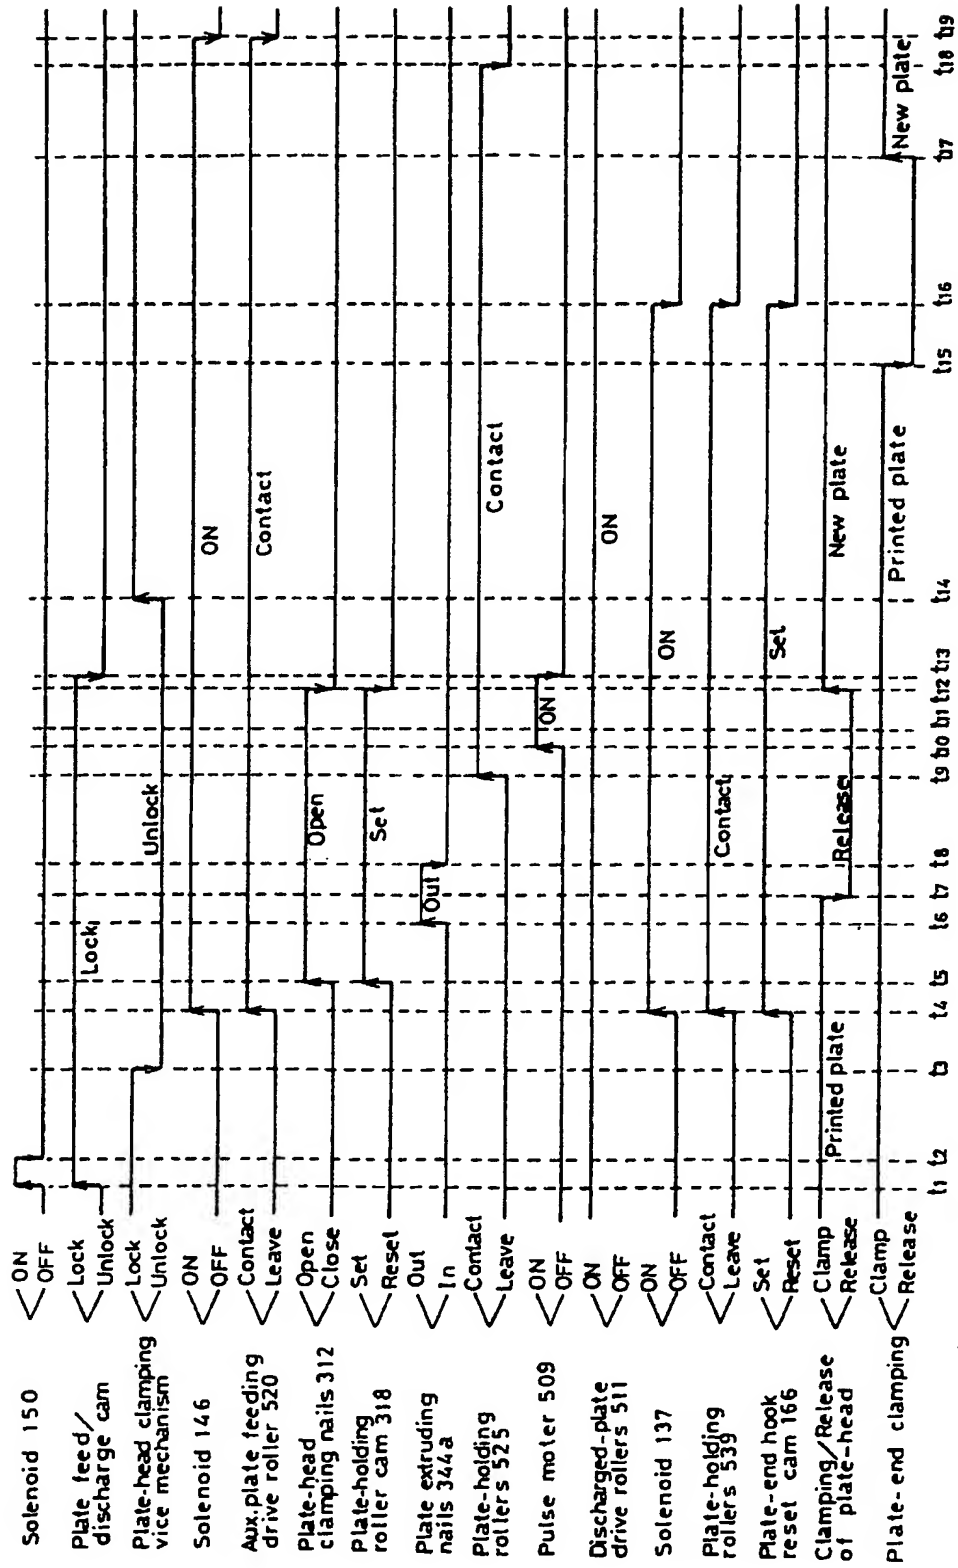 Solenoid 150
ON
OFF
Plate feed/
discharge cam
Lock
Unlock
Lock
Plate-head clamping
vice mechanism
Lock
Unlock
Unlock
Solenoid 146
ON
OFF
ON
Aux.plate feeding
drive roller 520
Contact
Leave
Contact
Plate-head
clamping nails 312
Open
Close
Open
Plate-holding
roller cam 318
Set
Reset
Set
Plate extruding
nails 344a
Out
In
Out
Plate-holding
rollers 525
Contact
Leave
Contact
Pulse moter 509
ON
OFF
ON
Discharged-plate
drive rollers 511
ON
OFF
ON
Solenoid 137
ON
OFF
ON
Plate-holding
rollers 539
Contact
Leave
Contact
Plate-end hook
reset cam 166
Set
Reset
Set
Clamping/Release
of plate-head
Clamp
Release
Printed plate
Release
New plate
Plate-end clamping
Clamp
Release
Printed plate
New plate
t1 t2 t3 t4 t5 t6 t7 t8 t9 t10 t11 t12 t13 t14 t15 t16 t17 t18 t19